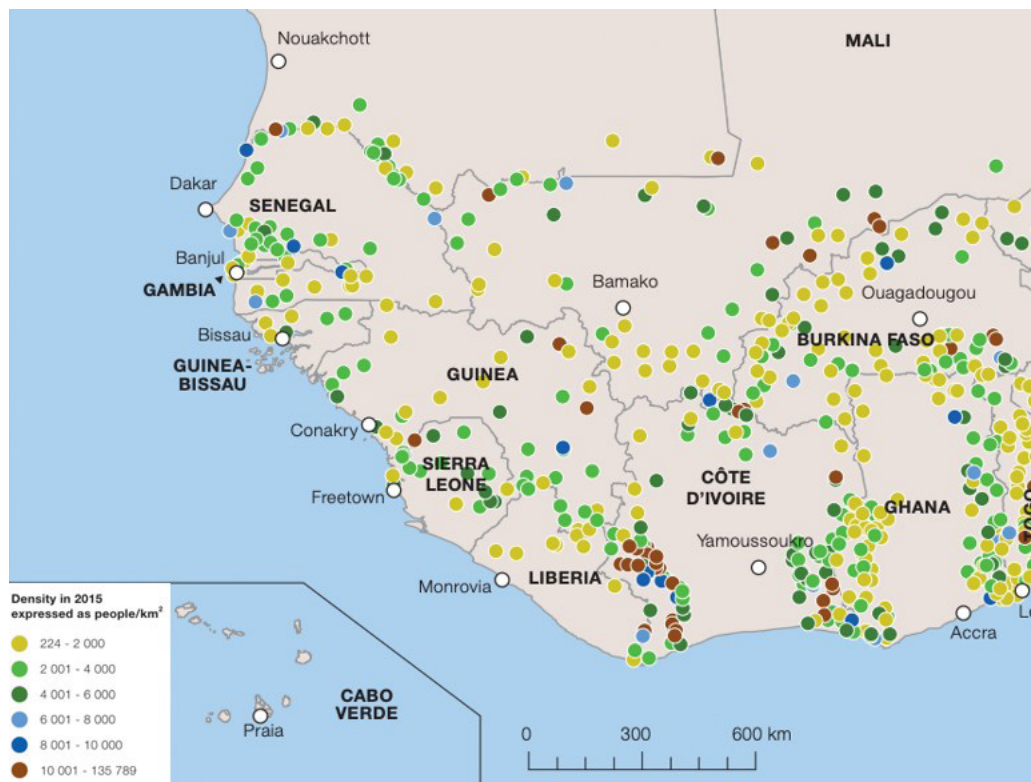 Nouakchott
MALI
Dakar
SENEGAL
Banjul
GAMBIA
Bamako
Ouagadougou
Bissau
BURKINA FASO
GUINEA-
BISSAU
GUINEA
Conakry
SIERRA
LEONE
CÔTE
D'IVOIRE
GHANA
Freetown
Yamoussoukro
Monrovia
LIBERIA
Accra
Density in 2015
expressed as people/km²
224 - 2 000
2 001 - 4 000
4 001 - 6 000
6 001 - 8 000
8 001 - 10 000
10 001 - 135 789
CABO
VERDE
Praia
0 300 600 km